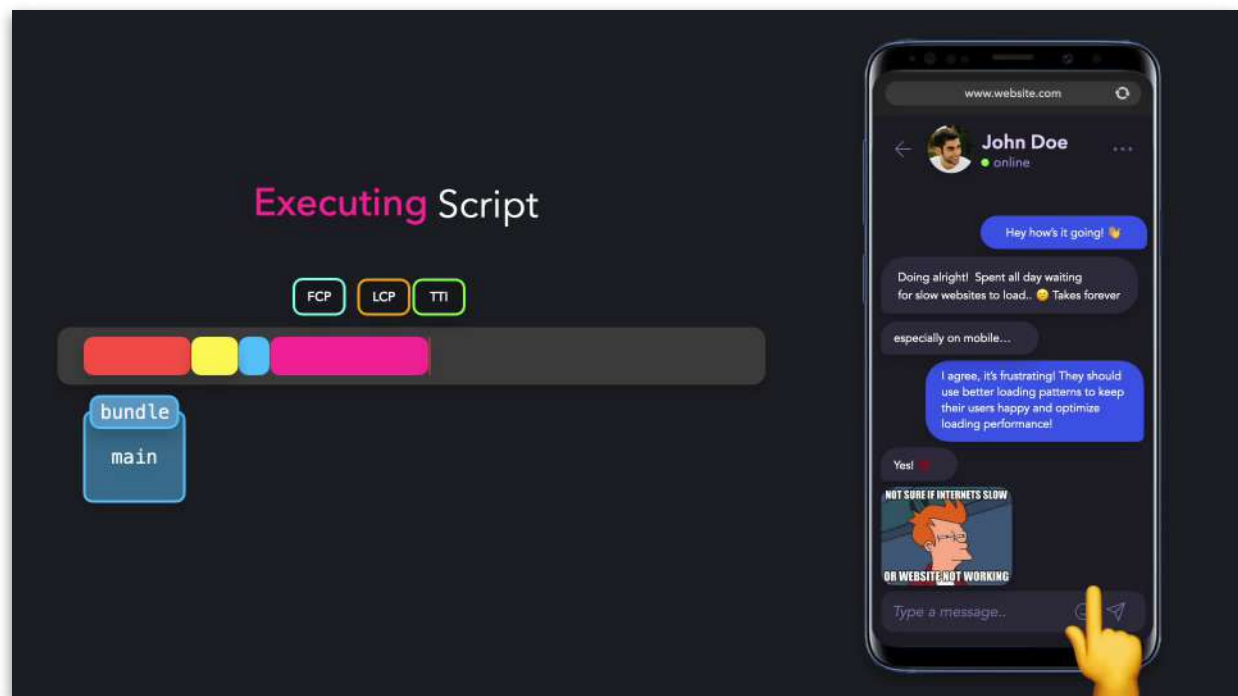 Executing Script
FCP
LCP
TTI
bundle
main
www.website.com
John Doe
online
Hey how's it going! 👋
Doing alright! Spent all day waiting
for slow websites to load.. 😕 Takes forever
especially on mobile...
I agree, it's frustrating! They should
use better loading patterns to keep
their users happy and optimize
loading performance!
Yes!
NOT SURE IF INTERNETS SLOW
OR WEBSITE NOT WORKING
Type a message..